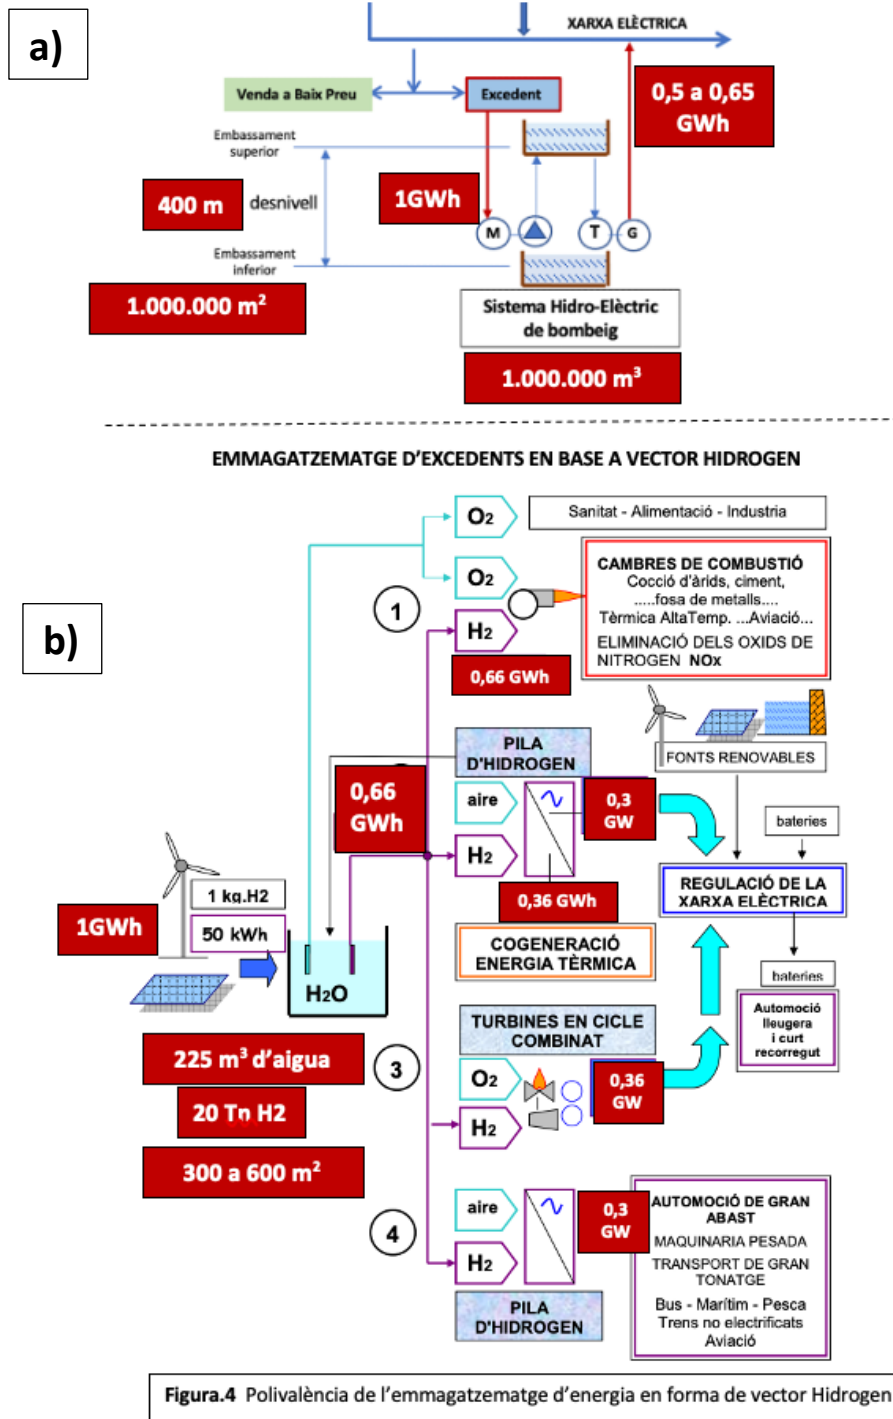 a)
XARXA ELÈCTRICA
Venda a Baix Preu
Excedent
0,5 a 0,65
GWh
Embassament
superior
400 m
desnivell
1GWh
M
T
G
Embassament
inferior
1.000.000 m²
Sistema Hidro-Elèctric
de bombeig
1.000.000 m³
EMMAGATZEMATGE D'EXCEDENTS EN BASE A VECTOR HIDROGEN
b)
O2
Sanitat - Alimentació - Industria
O2
1
H2
0,66 GWh
CAMBRES DE COMBUSTIÓ
Cocció d'àrids, ciment,
.....fosa de metalls....
Tèrmica AltaTemp. ...Aviació...
ELIMINACIÓ DELS OXIDS DE
NITROGEN NOx
FONTS RENOVABLES
PILA
D'HIDROGEN
0,66
GWh
aire
0,3
GW
H2
0,36 GWh
bateries
REGULACIÓ DE LA
XARXA ELÈCTRICA
COGENERACIÓ
ENERGIA TÈRMICA
1GWh
1 kg.H2
50 kWh
H2O
bateries
Automoció
lleugera
i curt
recorregut
TURBINES EN CICLE
COMBINAT
225 m³ d'aigua
3
O2
0,36
GW
20 Tn H2
H2
300 a 600 m²
4
aire
0,3
GW
H2
PILA
D'HIDROGEN
AUTOMOCIÓ DE GRAN
ABAST
MAQUINARIA PESADA
TRANSPORT DE GRAN
TONATGE
Bus - Marítim - Pesca
Trens no electrificats
Aviació
Figura.4 Polivalència de l'emmagatzematge d'energia en forma de vector Hidrogen